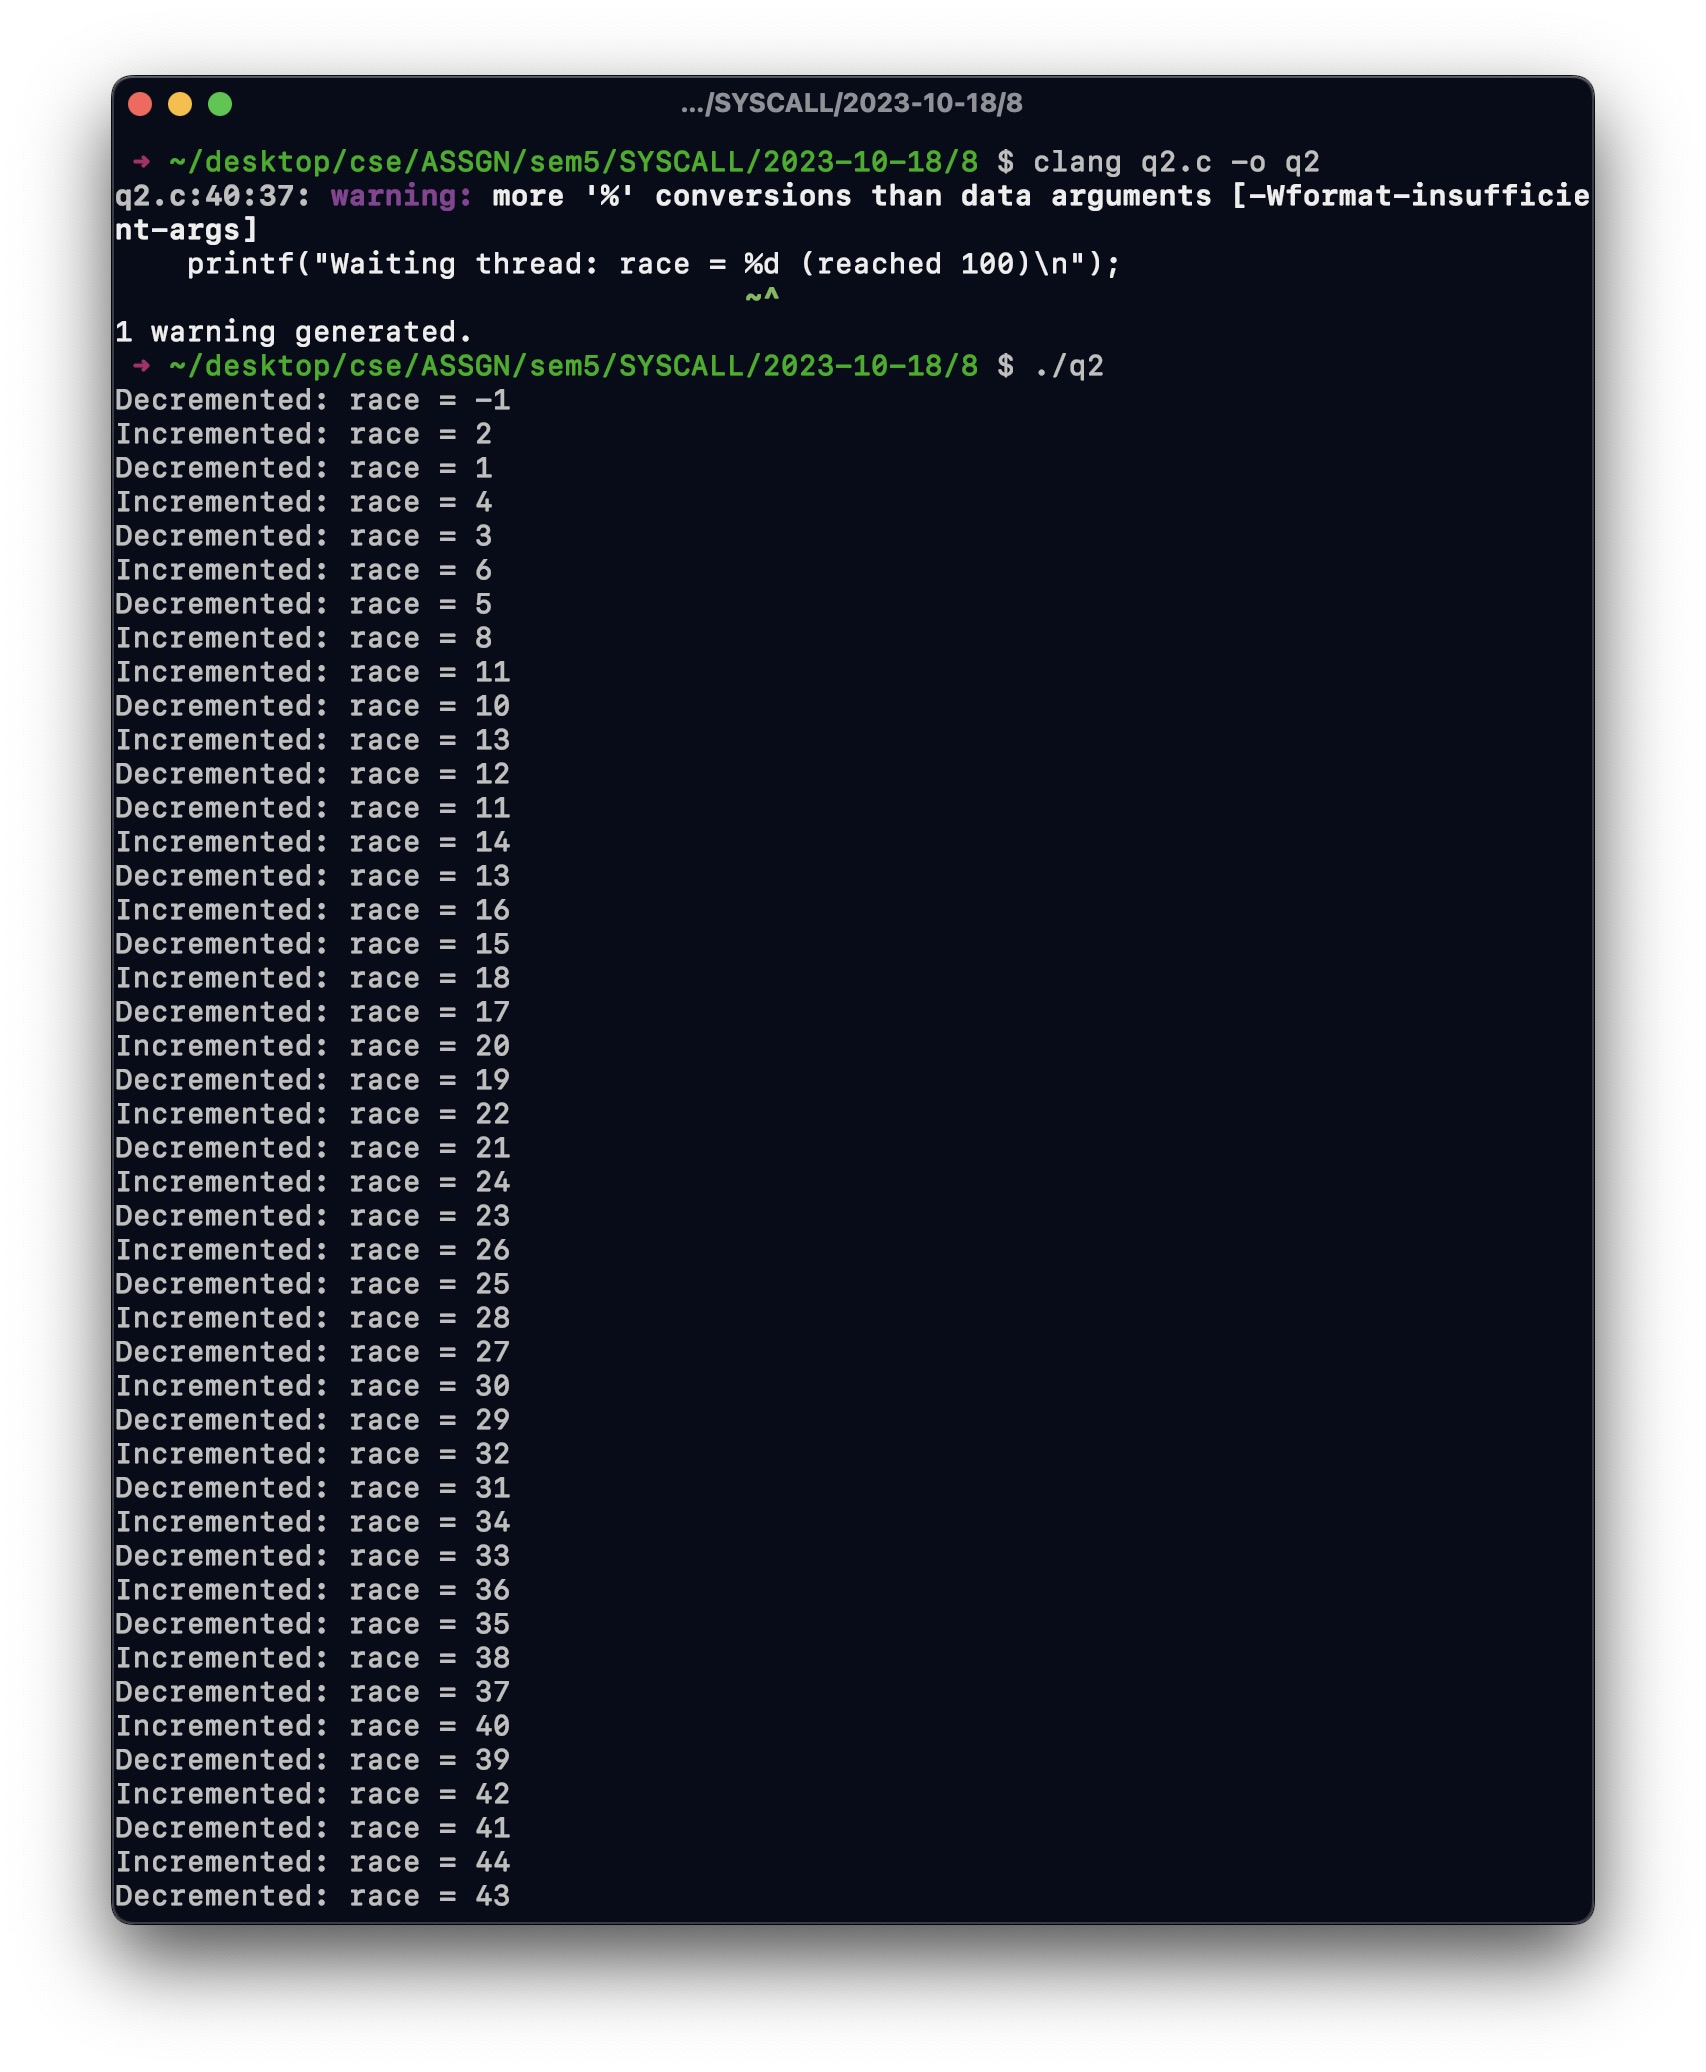 .../SYSCALL/2023-10-18/8
➜ ~/desktop/cse/ASSGN/sem5/SYSCALL/2023-10-18/8 $ clang q2.c -o q2
q2.c:40:37: warning: more '%' conversions than data arguments [-Wformat-insufficie
nt-args]
    printf("Waiting thread: race = %d (reached 100)\n");
                                   ~^
1 warning generated.
➜ ~/desktop/cse/ASSGN/sem5/SYSCALL/2023-10-18/8 $ ./q2
Decremented: race = -1
Incremented: race = 2
Decremented: race = 1
Incremented: race = 4
Decremented: race = 3
Incremented: race = 6
Decremented: race = 5
Incremented: race = 8
Incremented: race = 11
Decremented: race = 10
Incremented: race = 13
Decremented: race = 12
Decremented: race = 11
Incremented: race = 14
Decremented: race = 13
Incremented: race = 16
Decremented: race = 15
Incremented: race = 18
Decremented: race = 17
Incremented: race = 20
Decremented: race = 19
Incremented: race = 22
Decremented: race = 21
Incremented: race = 24
Decremented: race = 23
Incremented: race = 26
Decremented: race = 25
Incremented: race = 28
Decremented: race = 27
Incremented: race = 30
Decremented: race = 29
Incremented: race = 32
Decremented: race = 31
Incremented: race = 34
Decremented: race = 33
Incremented: race = 36
Decremented: race = 35
Incremented: race = 38
Decremented: race = 37
Incremented: race = 40
Decremented: race = 39
Incremented: race = 42
Decremented: race = 41
Incremented: race = 44
Decremented: race = 43